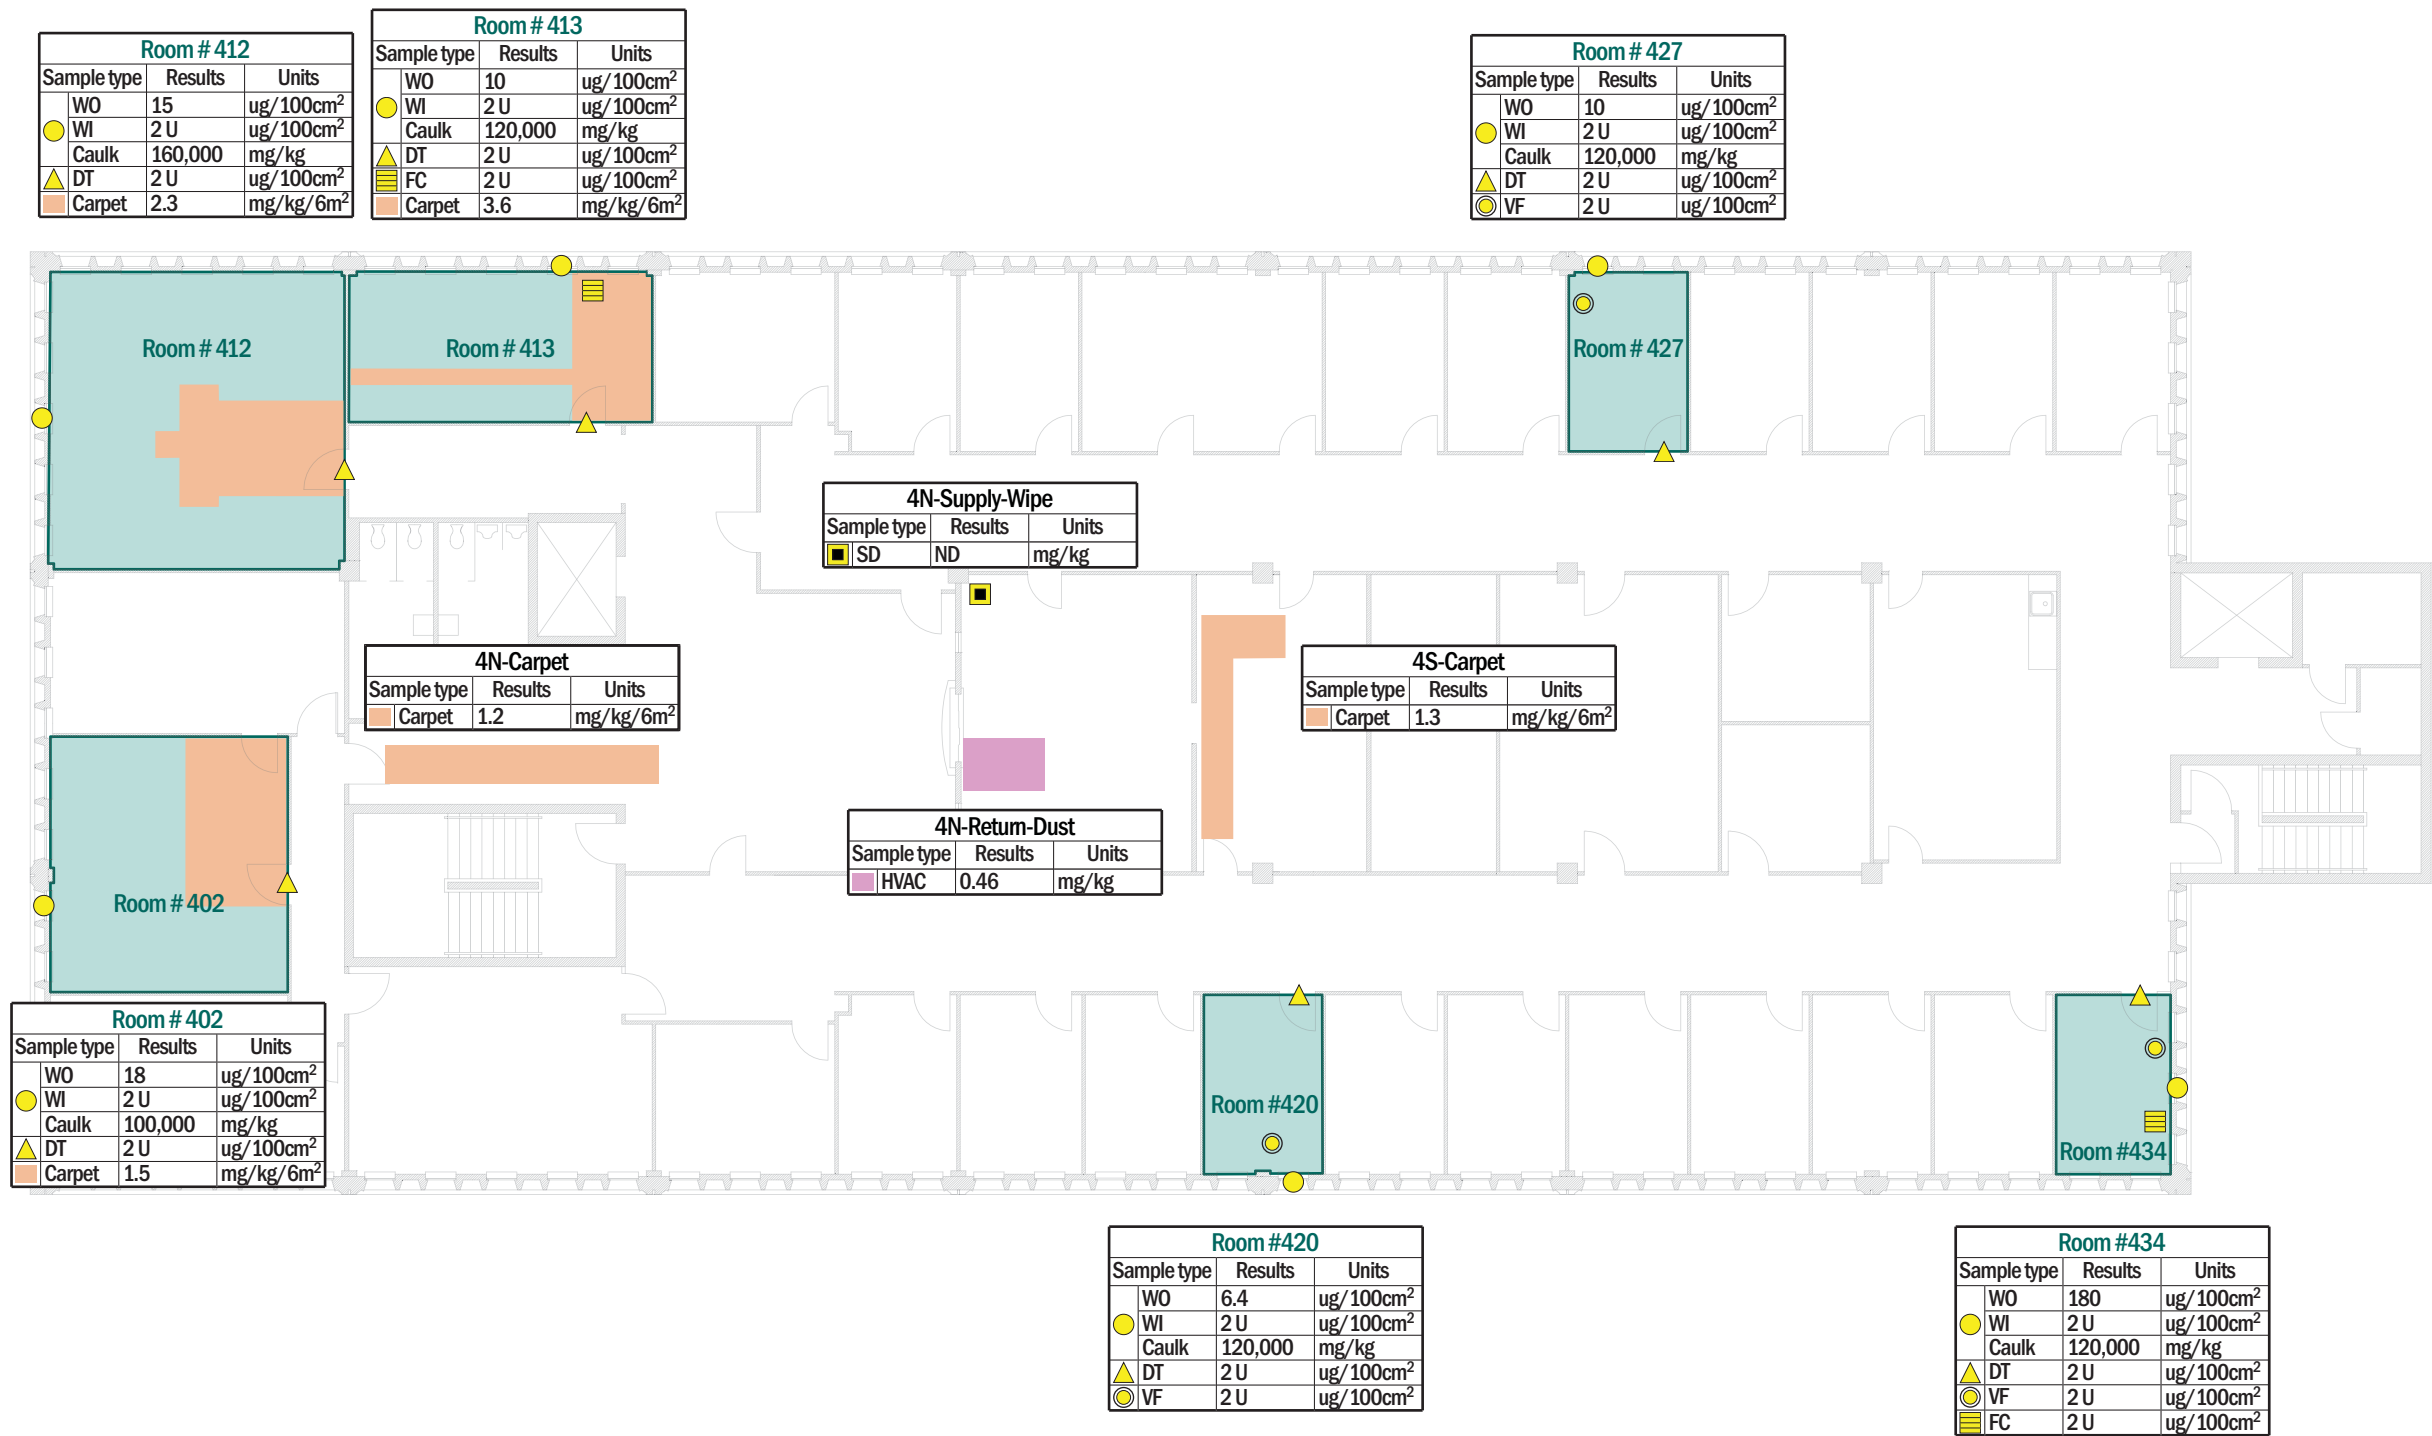 Room # 412
Sample type Results Units
WO 15 ug/100cm²
WI 2 U ug/100cm²
Caulk 160,000 mg/kg
DT 2 U ug/100cm²
Carpet 2.3 mg/kg/6m²
Room # 413
Sample type Results Units
WO 10 ug/100cm²
WI 2 U ug/100cm²
Caulk 120,000 mg/kg
DT 2 U ug/100cm²
FC 2 U ug/100cm²
Carpet 3.6 mg/kg/6m²
Room # 427
Sample type Results Units
WO 10 ug/100cm²
WI 2 U ug/100cm²
Caulk 120,000 mg/kg
DT 2 U ug/100cm²
VF 2 U ug/100cm²
Room # 412
Room # 413
Room # 427
4N-Supply-Wipe
Sample type Results Units
SD ND mg/kg
4N-Carpet
Sample type Results Units
Carpet 1.2 mg/kg/6m²
4S-Carpet
Sample type Results Units
Carpet 1.3 mg/kg/6m²
4N-Return-Dust
Sample type Results Units
HVAC 0.46 mg/kg
Room # 402
Room # 402
Sample type Results Units
WO 18 ug/100cm²
WI 2 U ug/100cm²
Caulk 100,000 mg/kg
DT 2 U ug/100cm²
Carpet 1.5 mg/kg/6m²
Room #420
Room #434
Room #420
Sample type Results Units
WO 6.4 ug/100cm²
WI 2 U ug/100cm²
Caulk 120,000 mg/kg
DT 2 U ug/100cm²
VF 2 U ug/100cm²
Room #434
Sample type Results Units
WO 180 ug/100cm²
WI 2 U ug/100cm²
Caulk 120,000 mg/kg
DT 2 U ug/100cm²
VF 2 U ug/100cm²
FC 2 U ug/100cm²